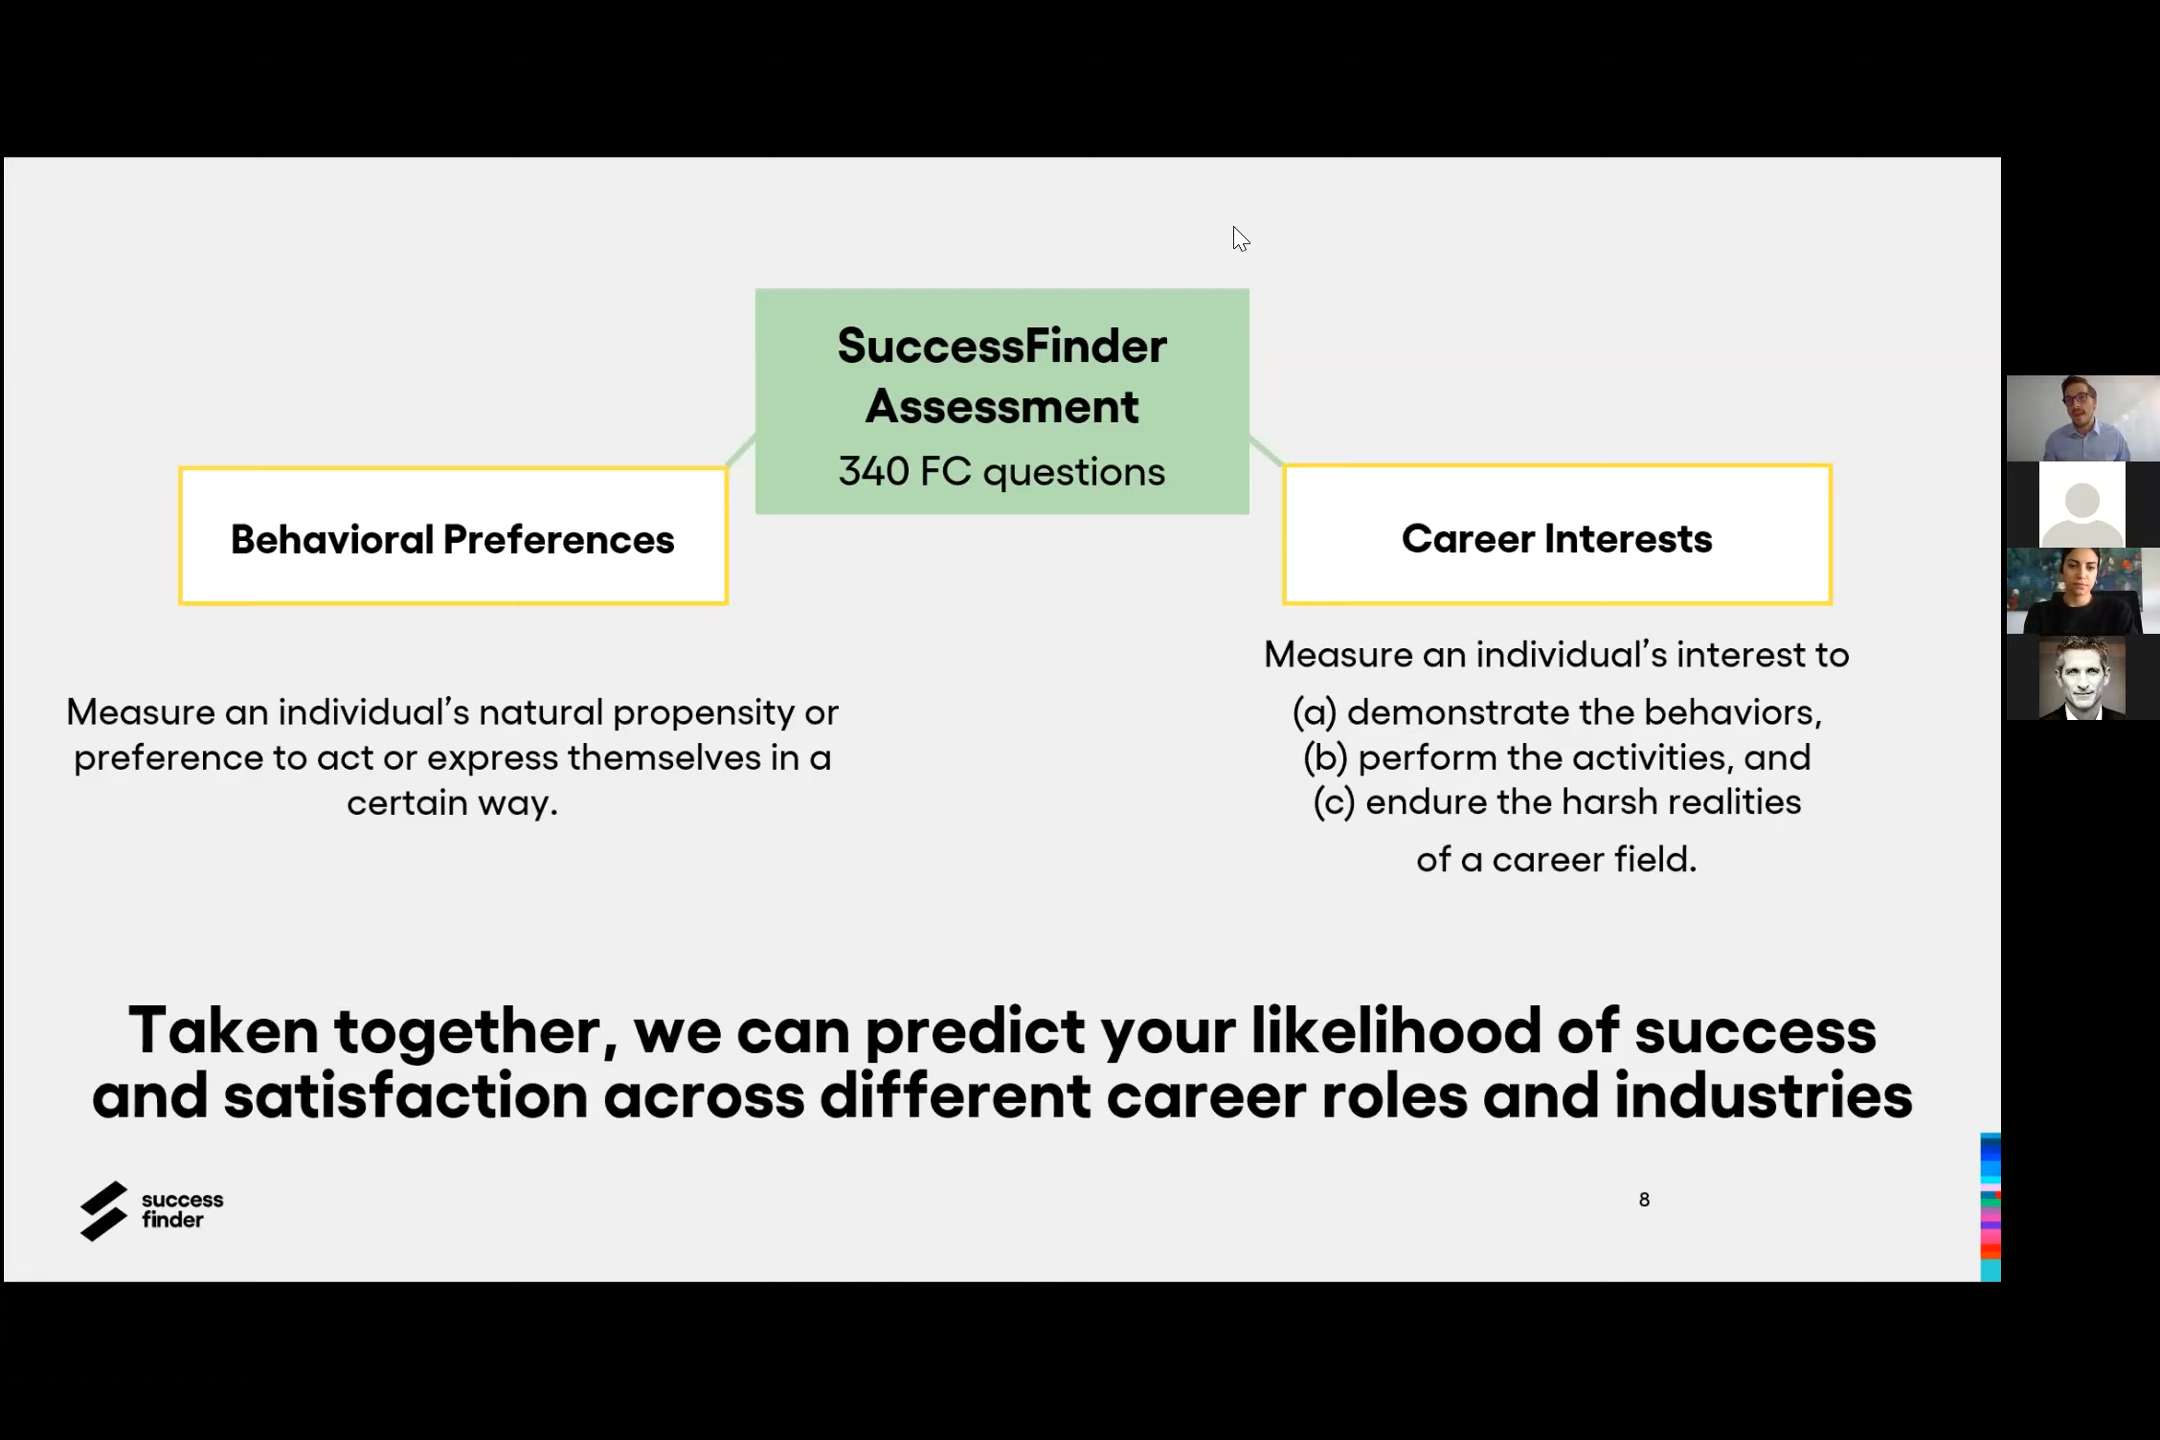 SuccessFinder
Assessment
340 FC questions
Behavioral Preferences
Career Interests
Measure an individual’s natural propensity or
preference to act or express themselves in a
certain way.
Measure an individual’s interest to
(a) demonstrate the behaviors,
(b) perform the activities, and
(c) endure the harsh realities
of a career field.
Taken together, we can predict your likelihood of success
and satisfaction across different career roles and industries
success
finder
8